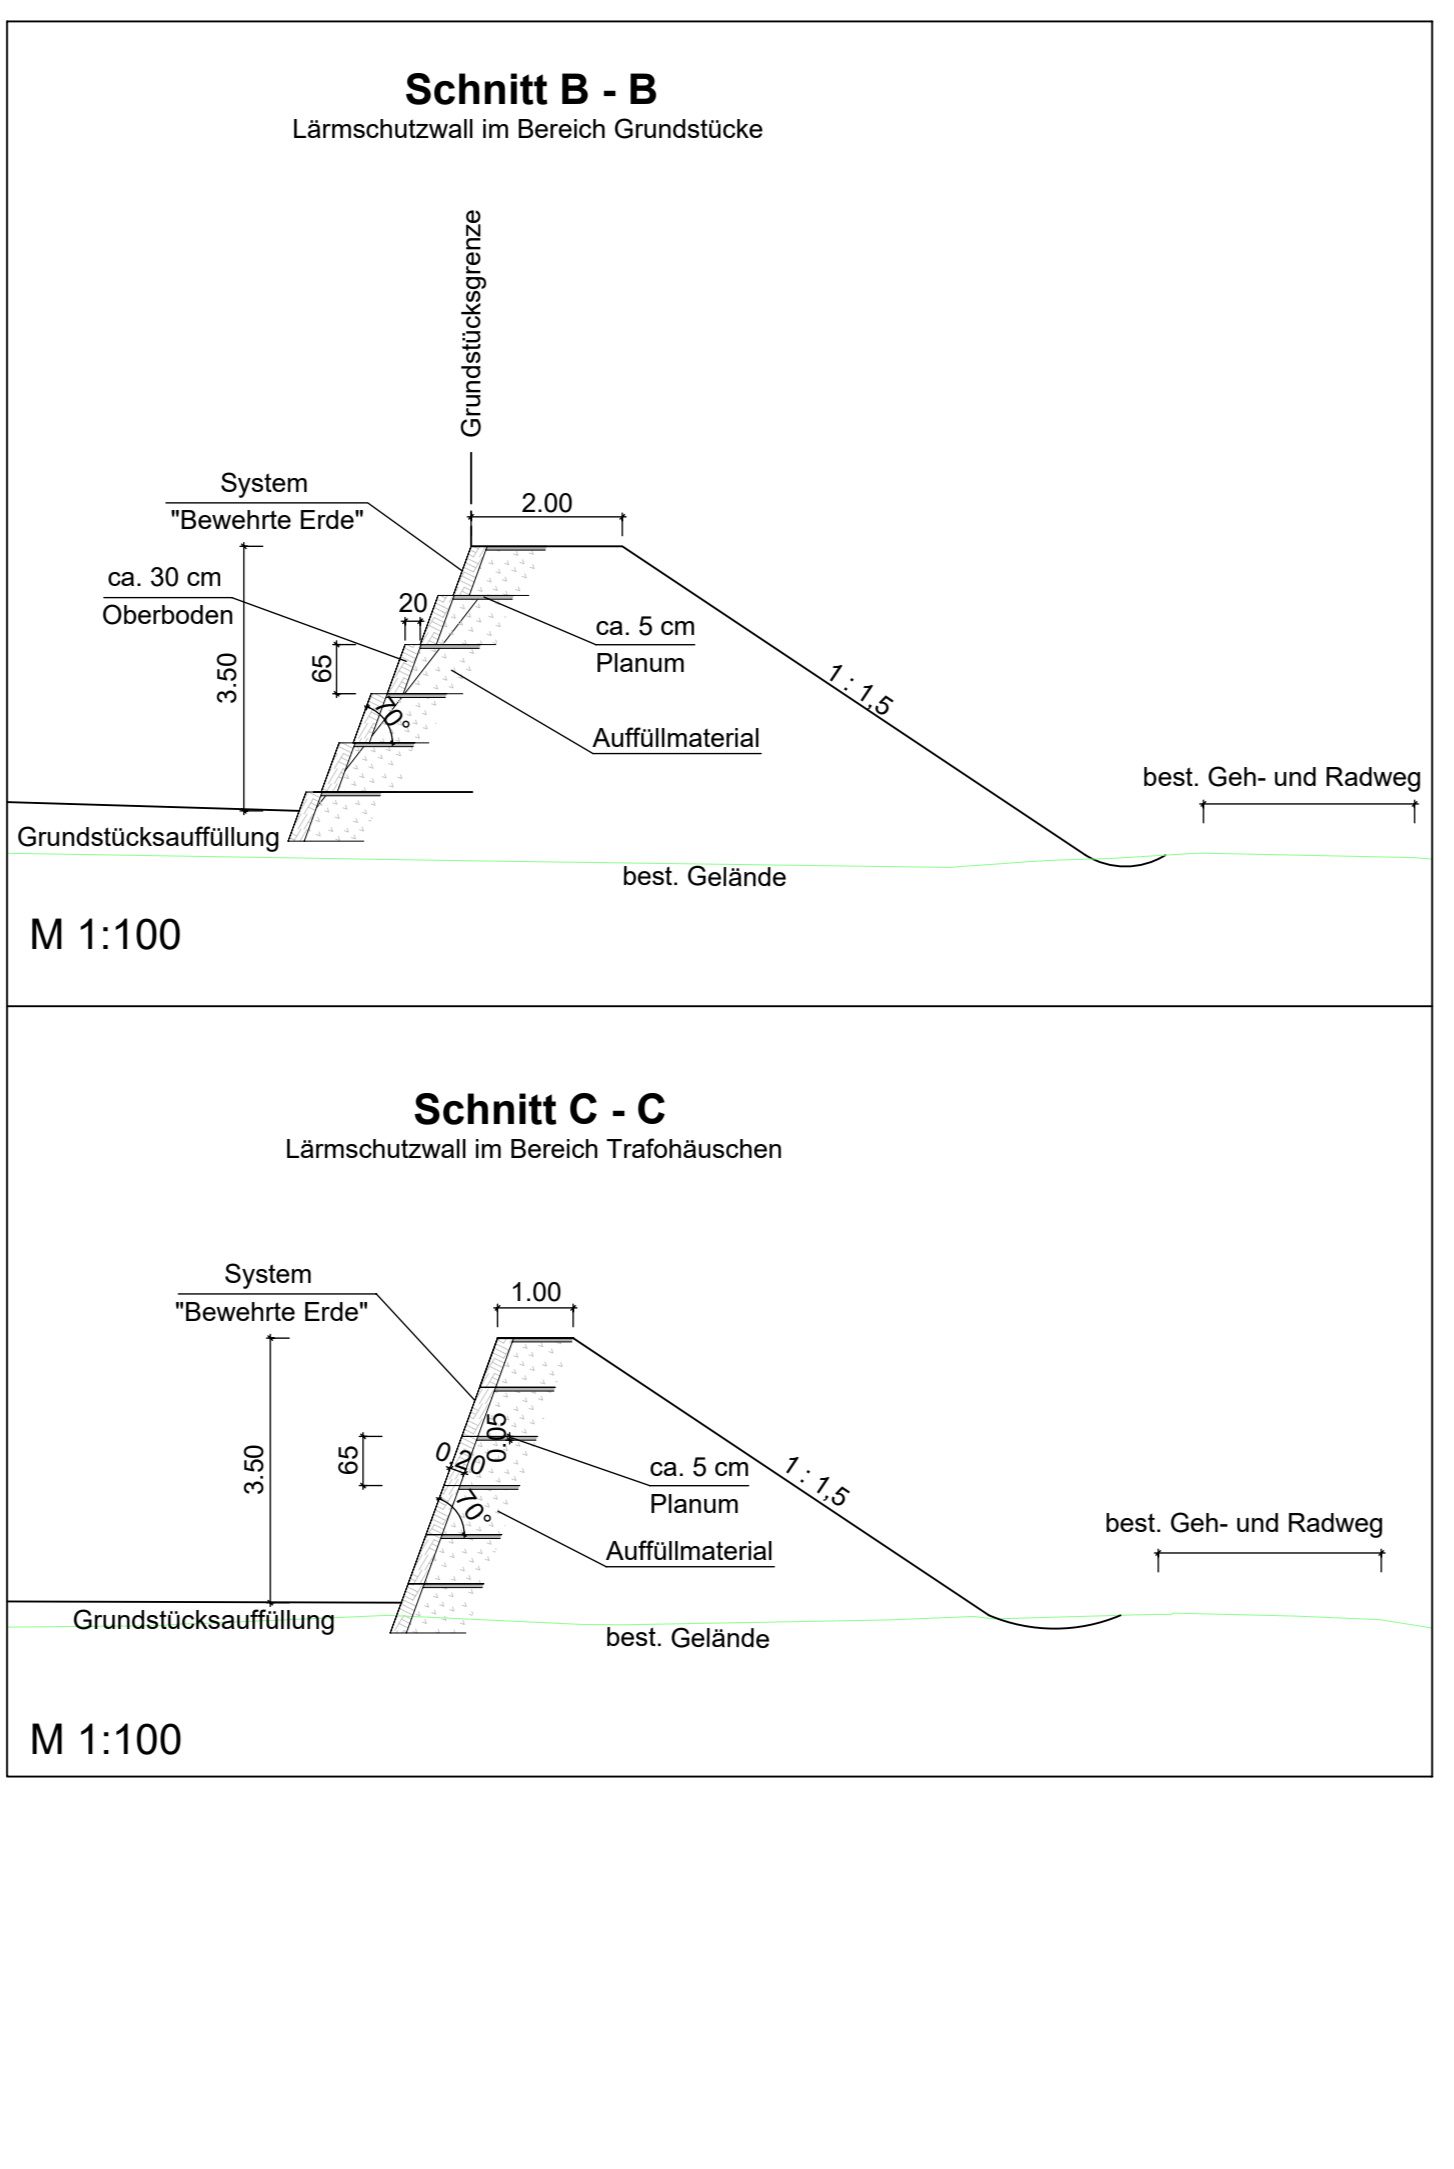 Schnitt B - B
Lärmschutzwall im Bereich Grundstücke
Grundstücksgrenze
System
"Bewehrte Erde"
2.00
ca. 30 cm
Oberboden
20
ca. 5 cm
Planum
65
3.50
1 : 1,5
70°
Auffüllmaterial
best. Geh- und Radweg
Grundstücksauffüllung
best. Gelände
M 1:100
Schnitt C - C
Lärmschutzwall im Bereich Trafohäuschen
System
"Bewehrte Erde"
1.00
0.05
3.50
65
0.20
ca. 5 cm
Planum
1 : 1,5
70°
Auffüllmaterial
best. Geh- und Radweg
Grundstücksauffüllung
best. Gelände
M 1:100